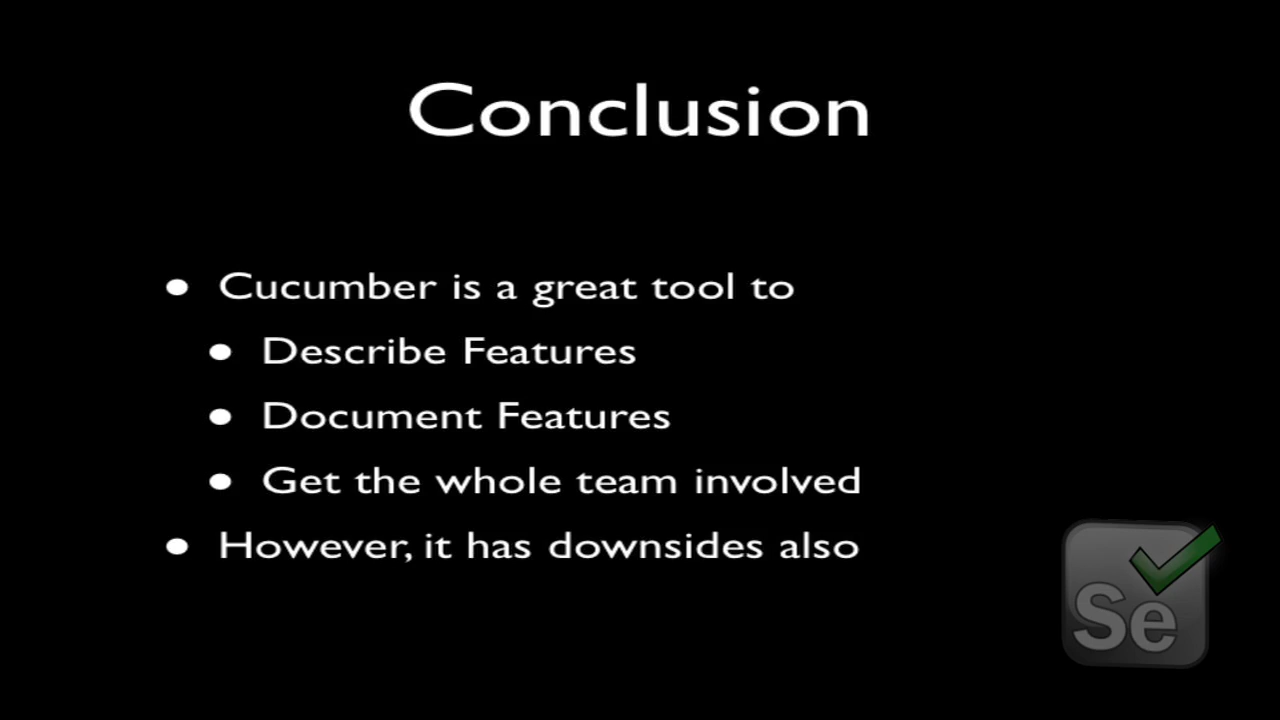 Conclusion
• Cucumber is a great tool to
• Describe Features
• Document Features
• Get the whole team involved
• However, it has downsides also
Se